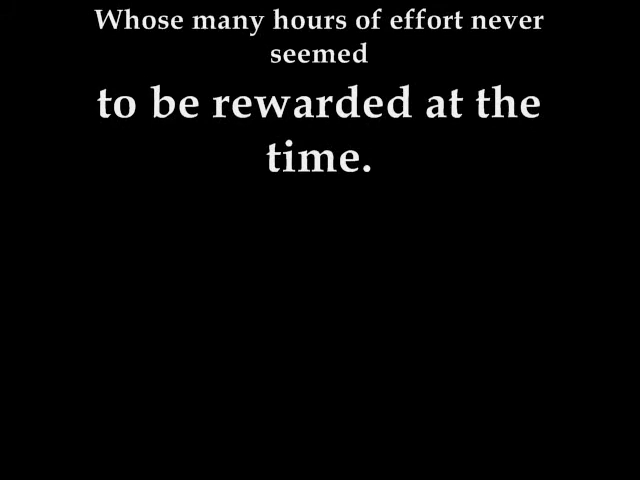 Whose many hours of effort never
seemed
to be rewarded at the
time.